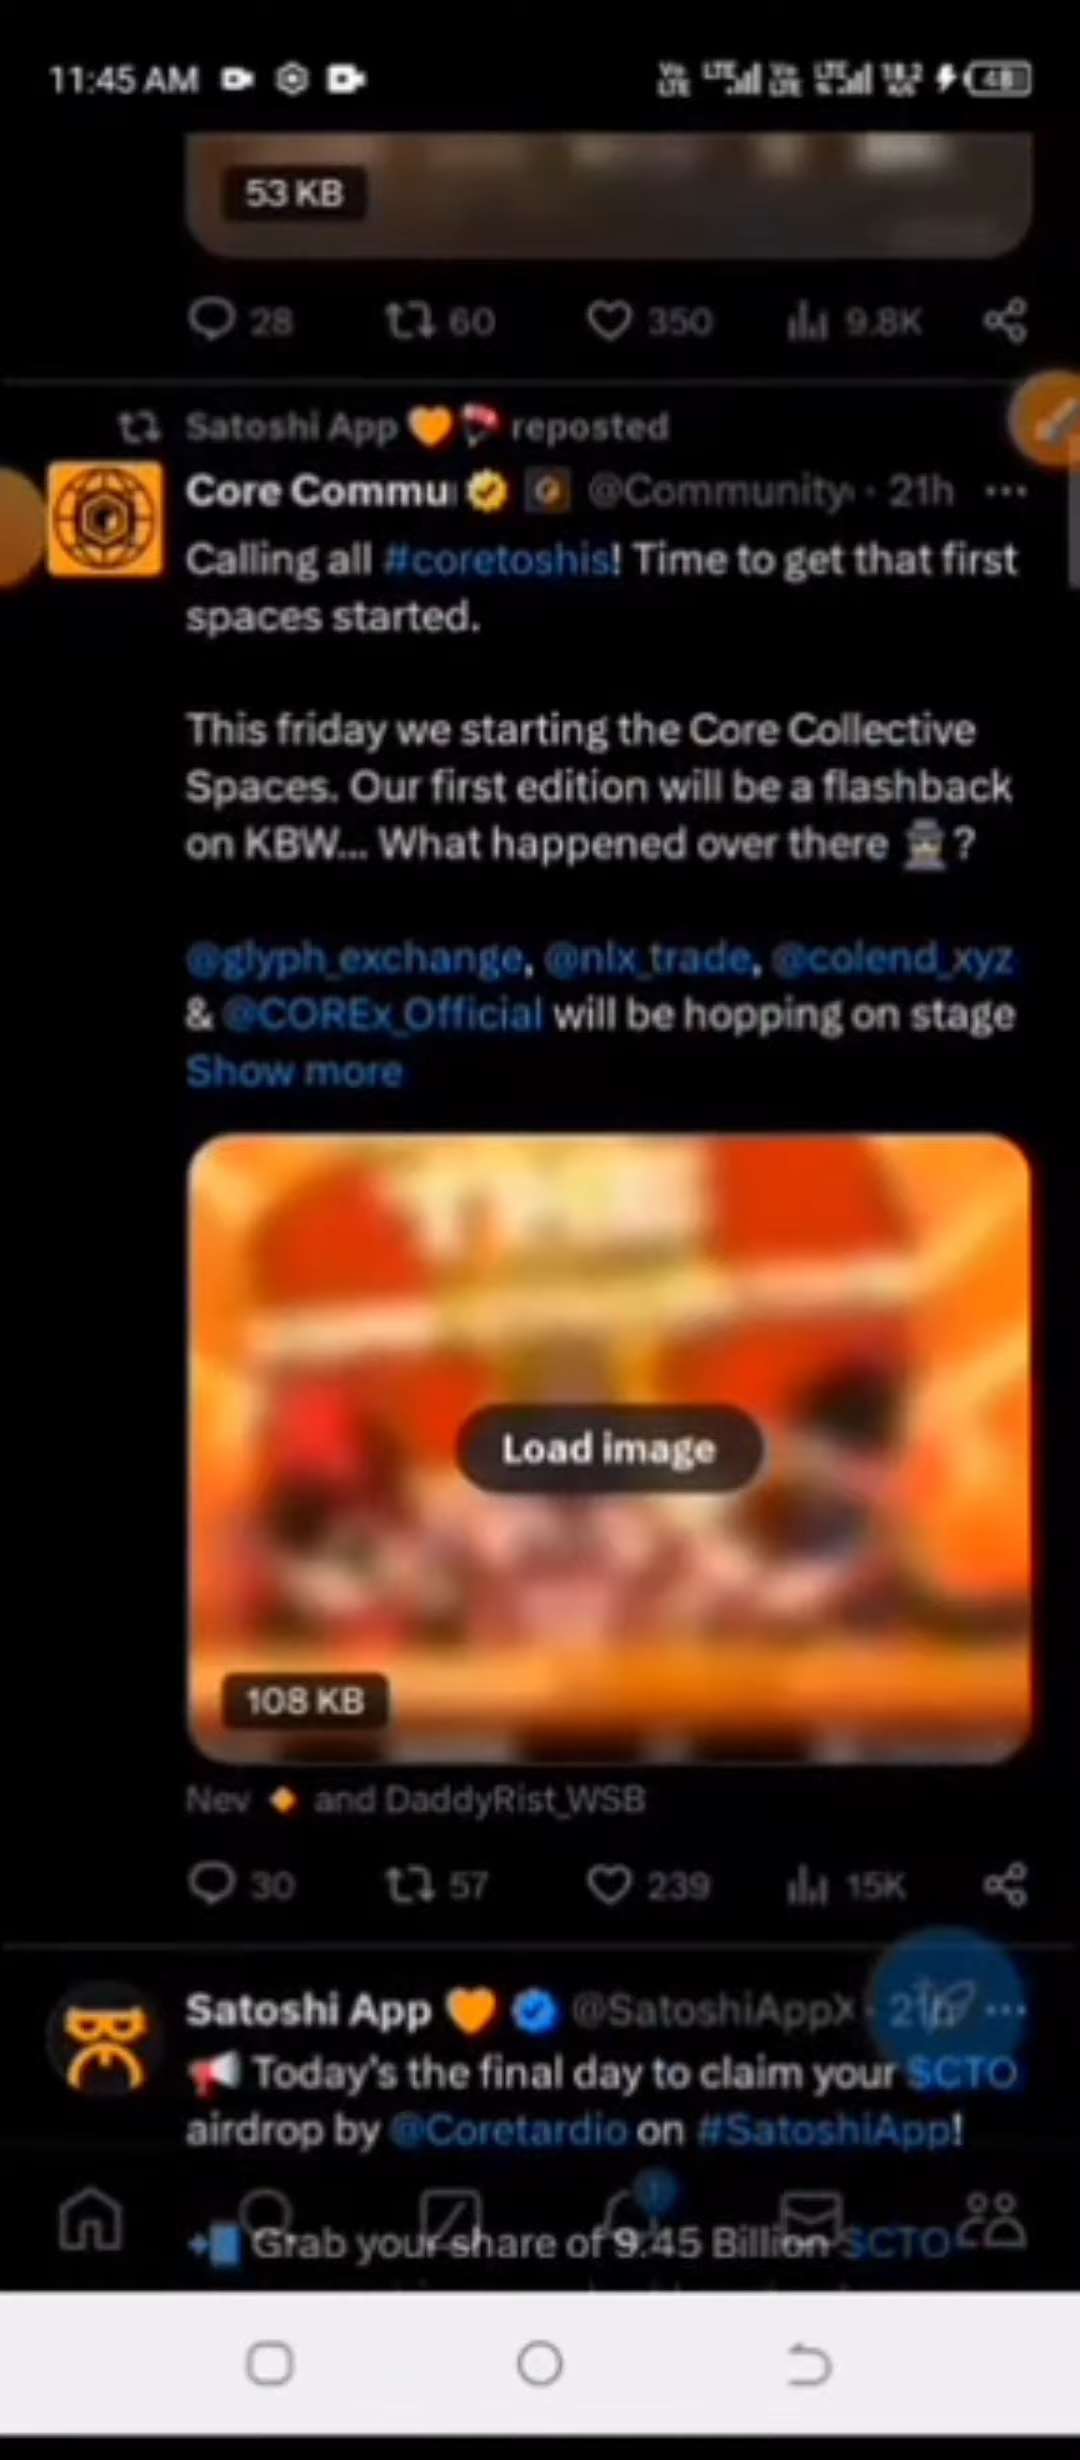 11:45 AM
53 KB
28 60 350 9.8K
Satoshi App 🧡 reposted
Core Commu @Community · 21h ...
Calling all #coretoshis! Time to get that first
spaces started.
This friday we starting the Core Collective
Spaces. Our first edition will be a flashback
on KBW... What happened over there ?
@glyph_exchange, @nlx_trade, @colend_xyz
& @COREx_Official will be hopping on stage
Show more
Load image
108 KB
Nev 🔸 and DaddyRist_WSB
30 57 239 15K
Satoshi App 🧡 @SatoshiAppX · 21h ...
📢 Today's the final day to claim your $CTO
airdrop by @Coretardio on #SatoshiApp!
📲 Grab your share of 9.45 Billion $CTO